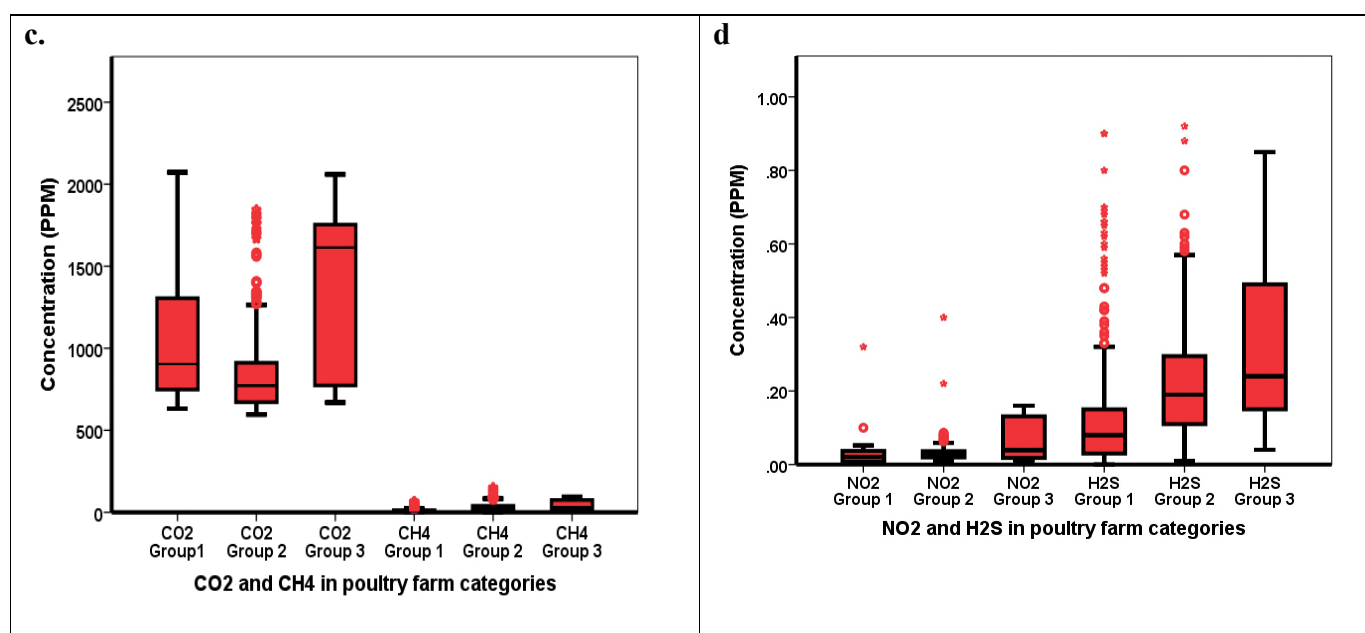 c.
Concentration (PPM)
2500
2000
1500
1000
500
0
CO2 CO2 CO2 CH4 CH4 CH4
Group1 Group 2 Group 3 Group 1 Group 2 Group 3
CO2 and CH4 in poultry farm categories
d
Concentration (PPM)
1.00
.80
.60
.40
.20
.00
NO2 NO2 NO2 H2S H2S H2S
Group 1 Group 2 Group 3 Group 1 Group 2 Group 3
NO2 and H2S in poultry farm categories